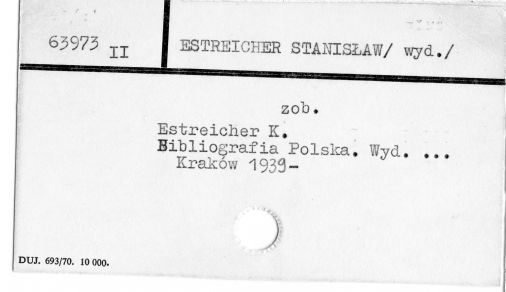 63973 II
ESTREICHER STANISŁAW/ wyd./
zob.
Estreicher K.
Bibliografia Polska. Wyd. ...
Kraków 1939-
DUJ. 693/70. 10 000.